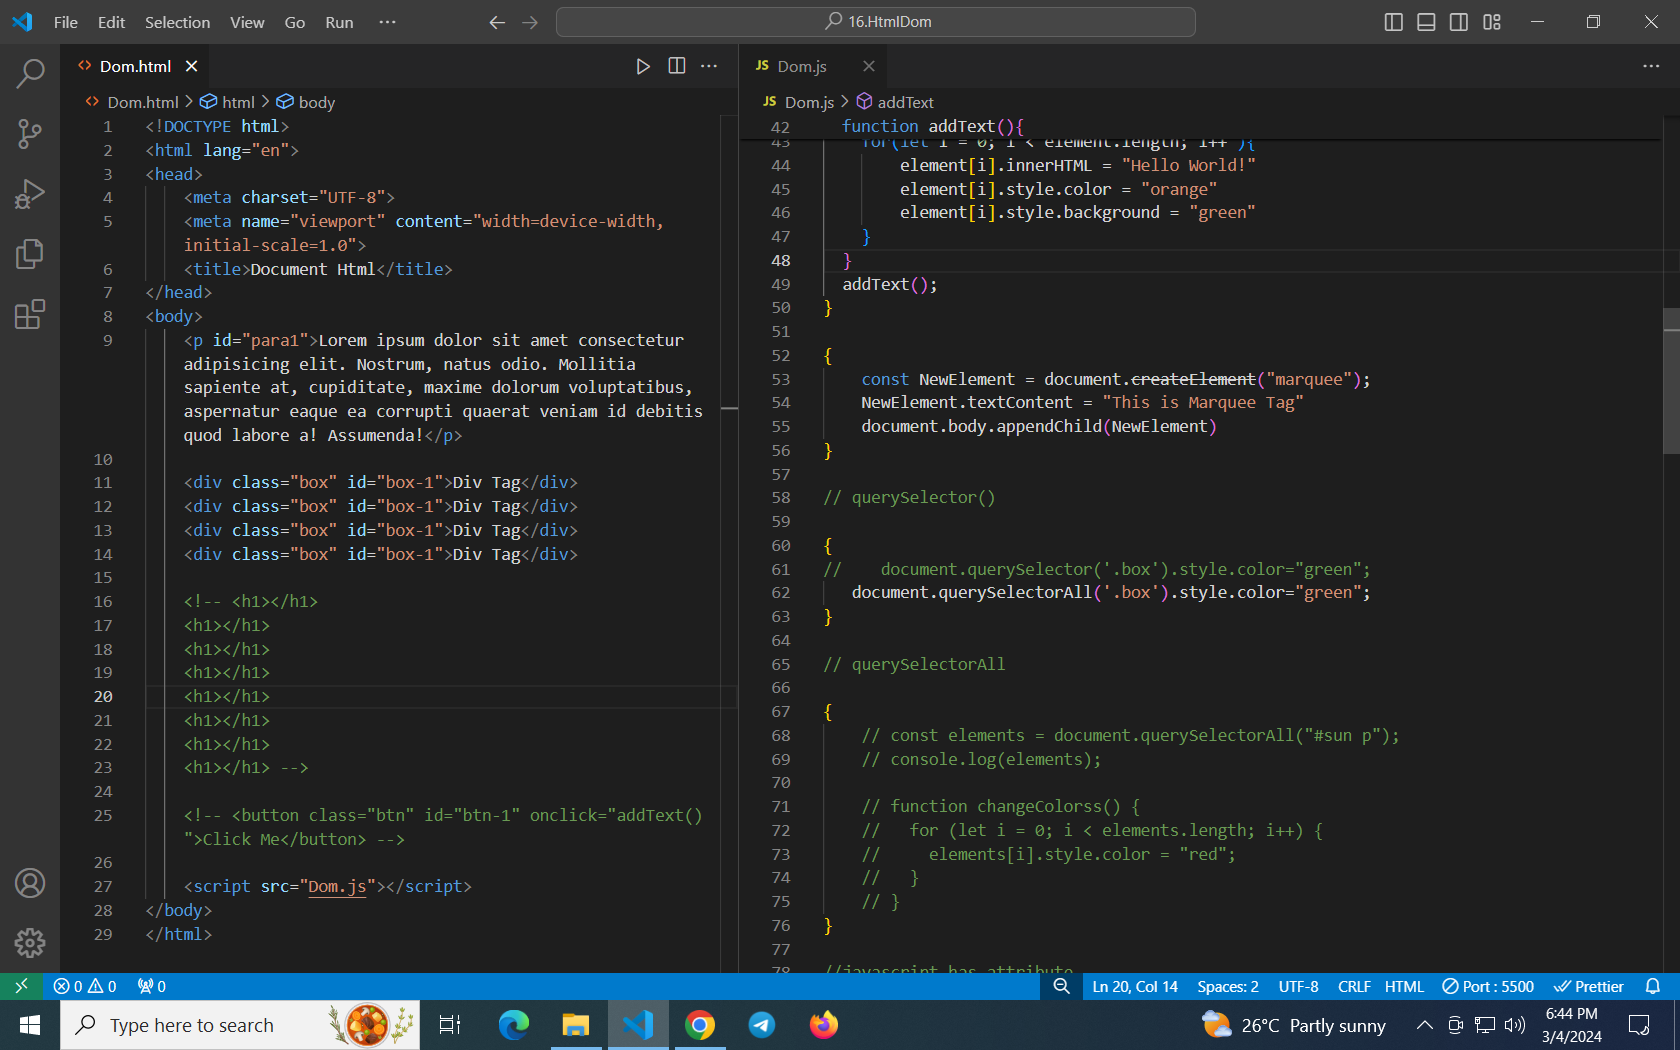 File Edit Selection View Go Run ··· 16.HtmlDom
Dom.html
Dom.html > html > body
1 <!DOCTYPE html>
2 <html lang="en">
3 <head>
4 <meta charset="UTF-8">
5 <meta name="viewport" content="width=device-width,
initial-scale=1.0">
6 <title>Document Html</title>
7 </head>
8 <body>
9 <p id="para1">Lorem ipsum dolor sit amet consectetur
adipisicing elit. Nostrum, natus odio. Mollitia
sapiente at, cupiditate, maxime dolorum voluptatibus,
aspernatur eaque ea corrupti quaerat veniam id debitis
quod labore a! Assumenda!</p>
10
11 <div class="box" id="box-1">Div Tag</div>
12 <div class="box" id="box-1">Div Tag</div>
13 <div class="box" id="box-1">Div Tag</div>
14 <div class="box" id="box-1">Div Tag</div>
15
16 <!-- <h1></h1>
17 <h1></h1>
18 <h1></h1>
19 <h1></h1>
20 <h1></h1>
21 <h1></h1>
22 <h1></h1>
23 <h1></h1> -->
24
25 <!-- <button class="btn" id="btn-1" onclick="addText()
">Click Me</button> -->
26
27 <script src="Dom.js"></script>
28 </body>
29 </html>
JS Dom.js
JS Dom.js > addText
42 function addText(){
43 for(let i = 0; i < element.length; i++ ){
44 element[i].innerHTML = "Hello World!"
45 element[i].style.color = "orange"
46 element[i].style.background = "green"
47 }
48 }
49 addText();
50 }
51
52 {
53 const NewElement = document.createElement("marquee");
54 NewElement.textContent = "This is Marquee Tag"
55 document.body.appendChild(NewElement)
56 }
57
58 // querySelector()
59
60 {
61 // document.querySelector('.box').style.color="green";
62 document.querySelectorAll('.box').style.color="green";
63 }
64
65 // querySelectorAll
66
67 {
68 // const elements = document.querySelectorAll("#sun p");
69 // console.log(elements);
70
71 // function changeColorss() {
72 // for (let i = 0; i < elements.length; i++) {
73 // elements[i].style.color = "red";
74 // }
75 // }
76 }
77
78 //javascript has attribute
0 0 0 Ln 20, Col 14 Spaces: 2 UTF-8 CRLF HTML Port : 5500 Prettier
Type here to search 26°C Partly sunny 6:44 PM
3/4/2024